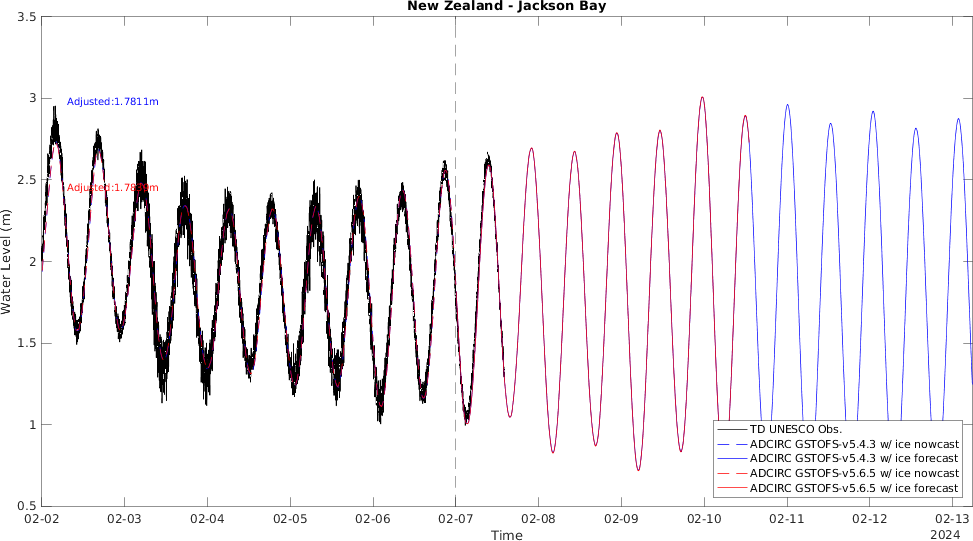 New Zealand - Jackson Bay
3.5
3
2.5
2
1.5
1
0.5
Water Level (m)
Adjusted:1.7811m
TD UNESCO Obs.
ADCIRC GSTOFS-v5.4.3 w/ ice nowcast
ADCIRC GSTOFS-v5.4.3 w/ ice forecast
ADCIRC GSTOFS-v5.6.5 w/ ice nowcast
ADCIRC GSTOFS-v5.6.5 w/ ice forecast
02-02 02-03 02-04 02-05 02-06 02-07 02-08 02-09 02-10 02-11 02-12 02-13
Time
2024